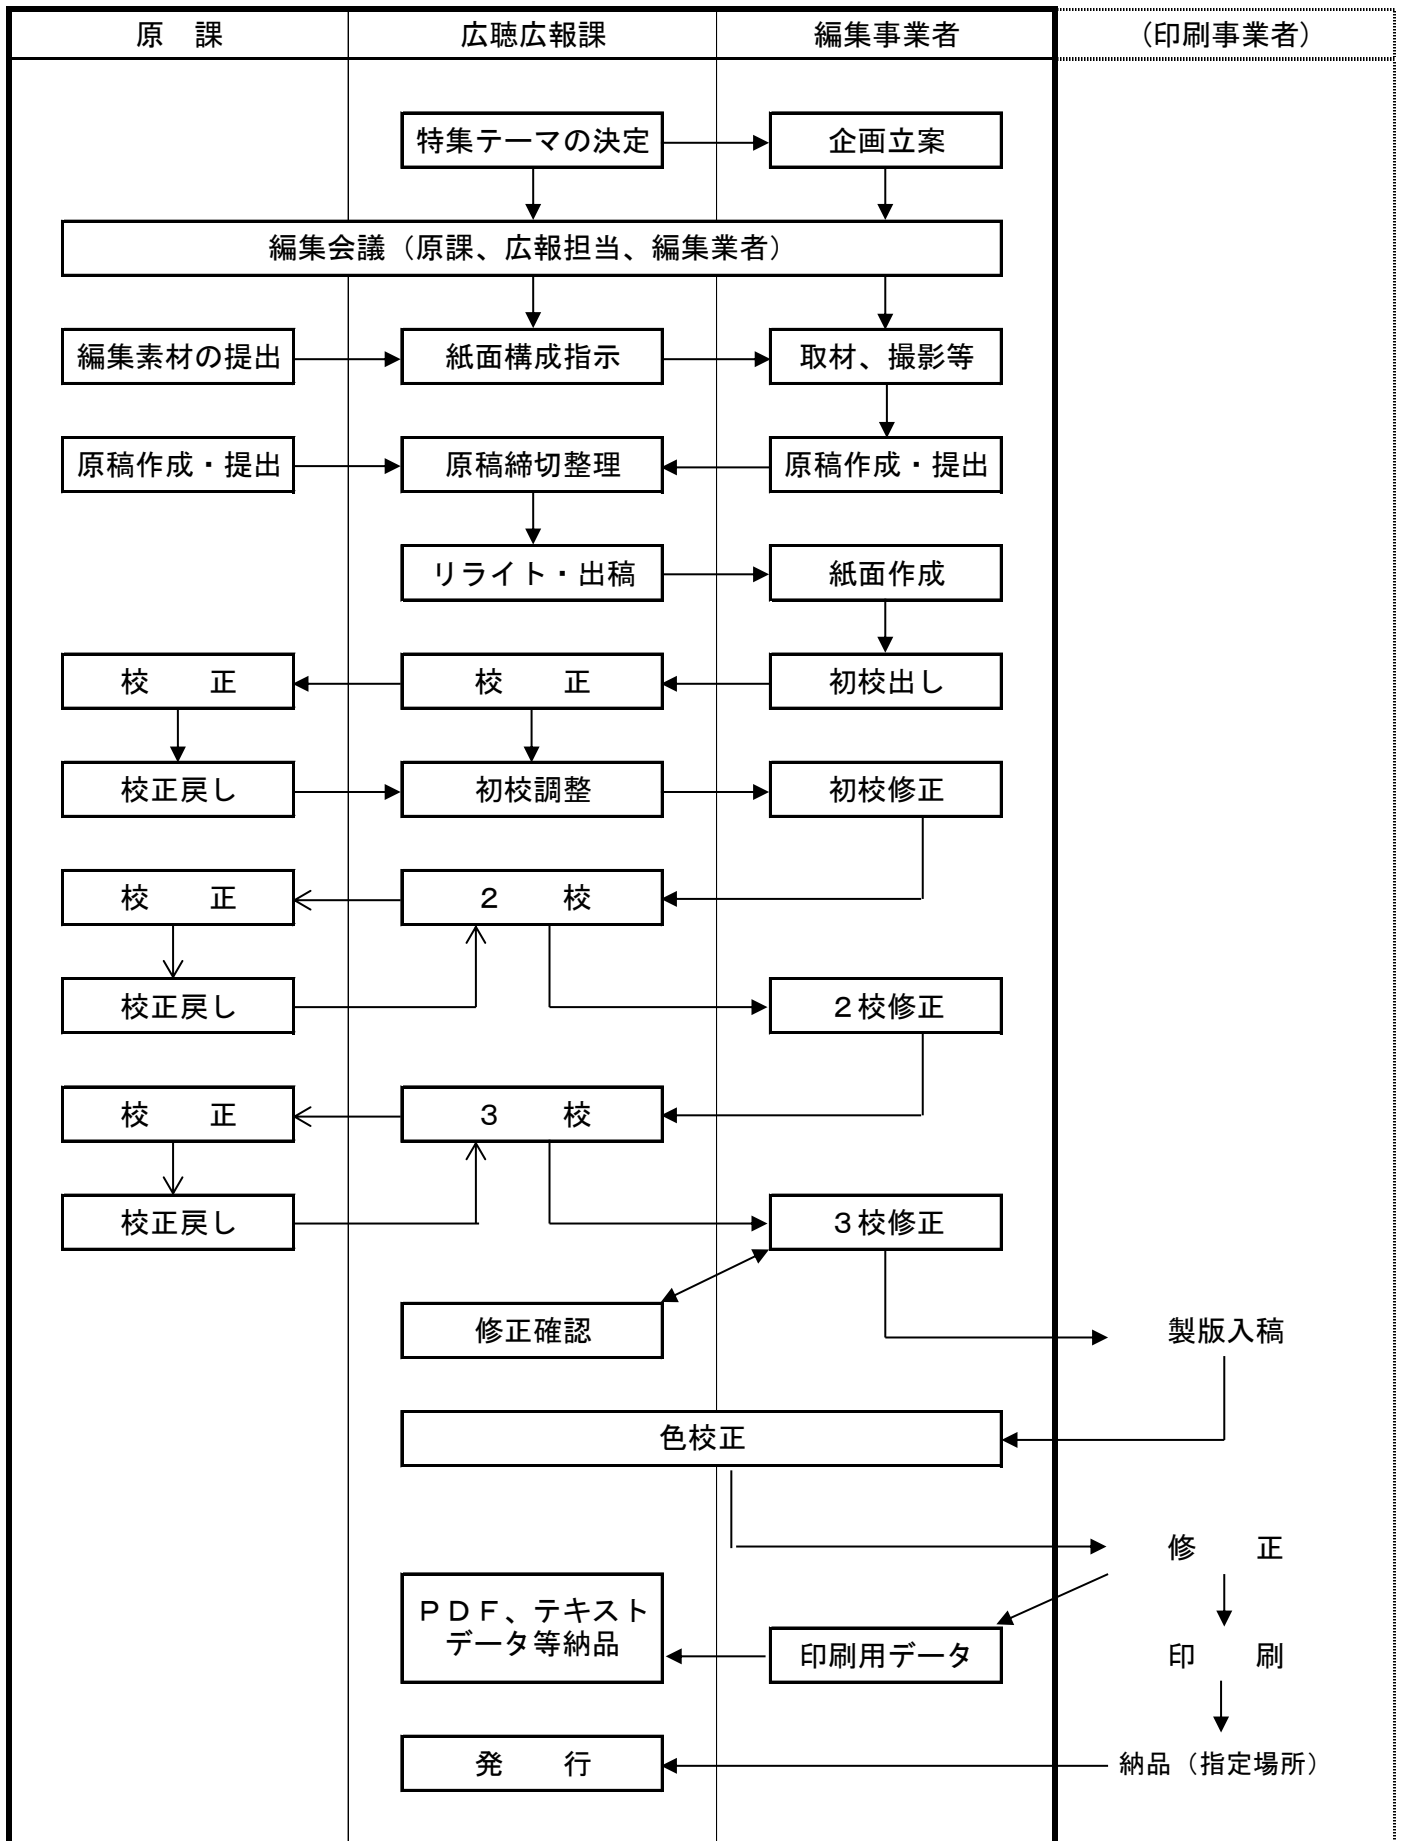 原　課
広聴広報課
編集事業者
（印刷事業者）
特集テーマの決定
企画立案
編集会議（原課、広報担当、編集業者）
編集素材の提出
紙面構成指示
取材、撮影等
原稿作成・提出
原稿締切整理
原稿作成・提出
リライト・出稿
紙面作成
校　　正
校　　正
初校出し
校正戻し
初校調整
初校修正
校　　正
２　　校
校正戻し
２校修正
校　　正
３　　校
校正戻し
３校修正
修正確認
製版入稿
色校正
修　　正
ＰＤＦ、テキスト
データ等納品
印刷用データ
印　　刷
発　　行
納品（指定場所）